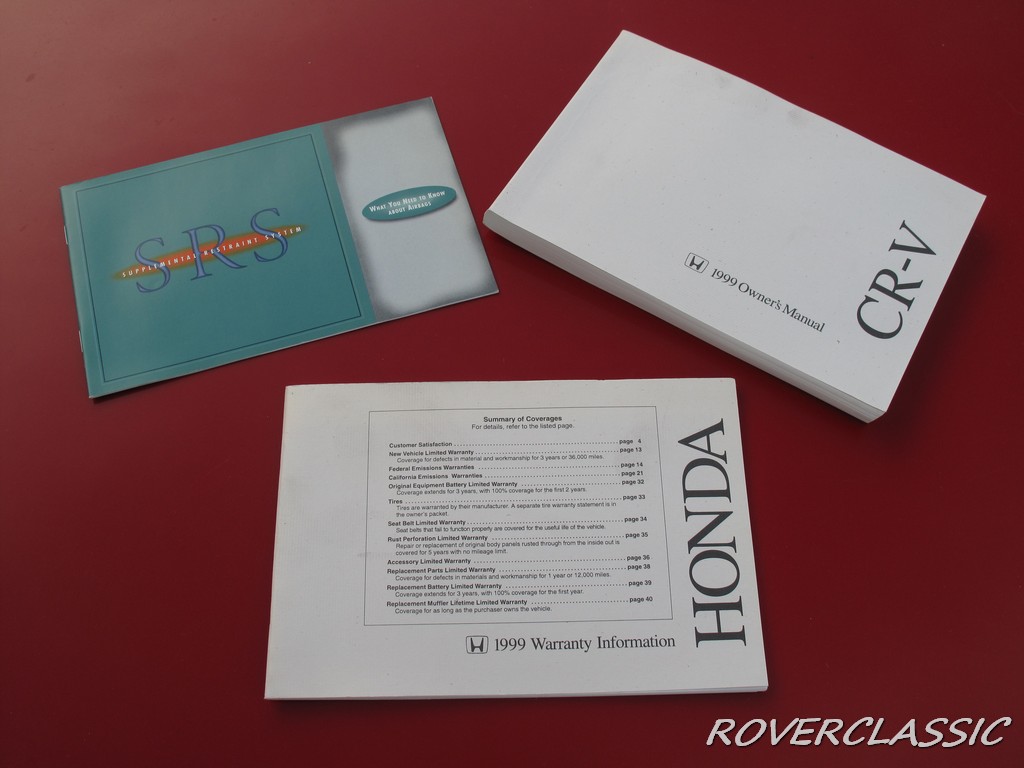 SRS
SUPPLEMENTAL RESTRAINT SYSTEM
WHAT YOU NEED TO KNOW
ABOUT AIRBAGS
1999 Owner's Manual
CR-V
Summary of Coverages
For details, refer to the listed page.
Customer Satisfaction ........ page 4
New Vehicle Limited Warranty ........ page 13
Coverage for defects in material and workmanship for 3 years or 36,000 miles.
Federal Emissions Warranties ........ page 14
California Emissions Warranties ........ page 21
Original Equipment Battery Limited Warranty ........ page 32
Coverage extends for 3 years, with 100% coverage for the first 2 years.
Tires ........ page 33
Tires are warranted by their manufacturer. A separate tire warranty statement is in
the owner's packet.
Seat Belt Limited Warranty ........ page 34
Seat belts that fail to function properly are covered for the useful life of the vehicle.
Rust Perforation Limited Warranty ........ page 35
Repair or replacement of original body panels rusted through from the inside out is
covered for 5 years with no mileage limit.
Accessory Limited Warranty ........ page 36
Replacement Parts Limited Warranty ........ page 38
Coverage for defects in materials and workmanship for 1 year or 12,000 miles.
Replacement Battery Limited Warranty ........ page 39
Coverage extends for 3 years, with 100% coverage for the first year.
Replacement Muffler Lifetime Limited Warranty ........ page 40
Coverage for as long as the purchaser owns the vehicle.
1999 Warranty Information
HONDA
ROVERCLASSIC